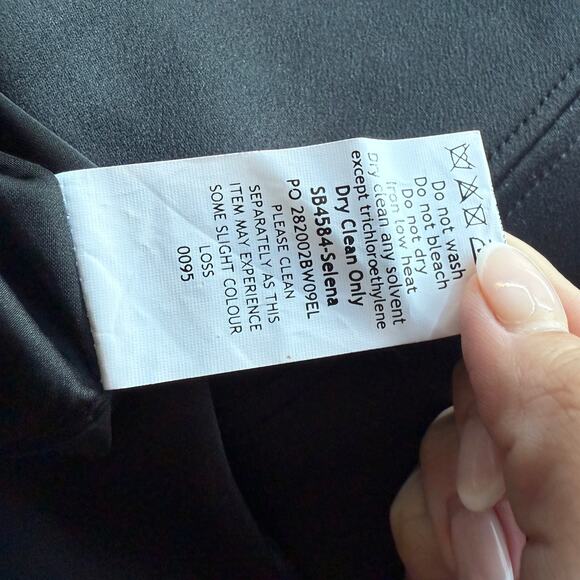 Do not wash
Do not bleach
Do not dry
Iron low heat
Dry clean any solvent
except trichloroethylene
Dry Clean Only
SB4584-Selena
PO 282002BW09EL
PLEASE CLEAN
SEPARATELY AS THIS
ITEM MAY EXPERIENCE
SOME SLIGHT COLOUR
LOSS
0095